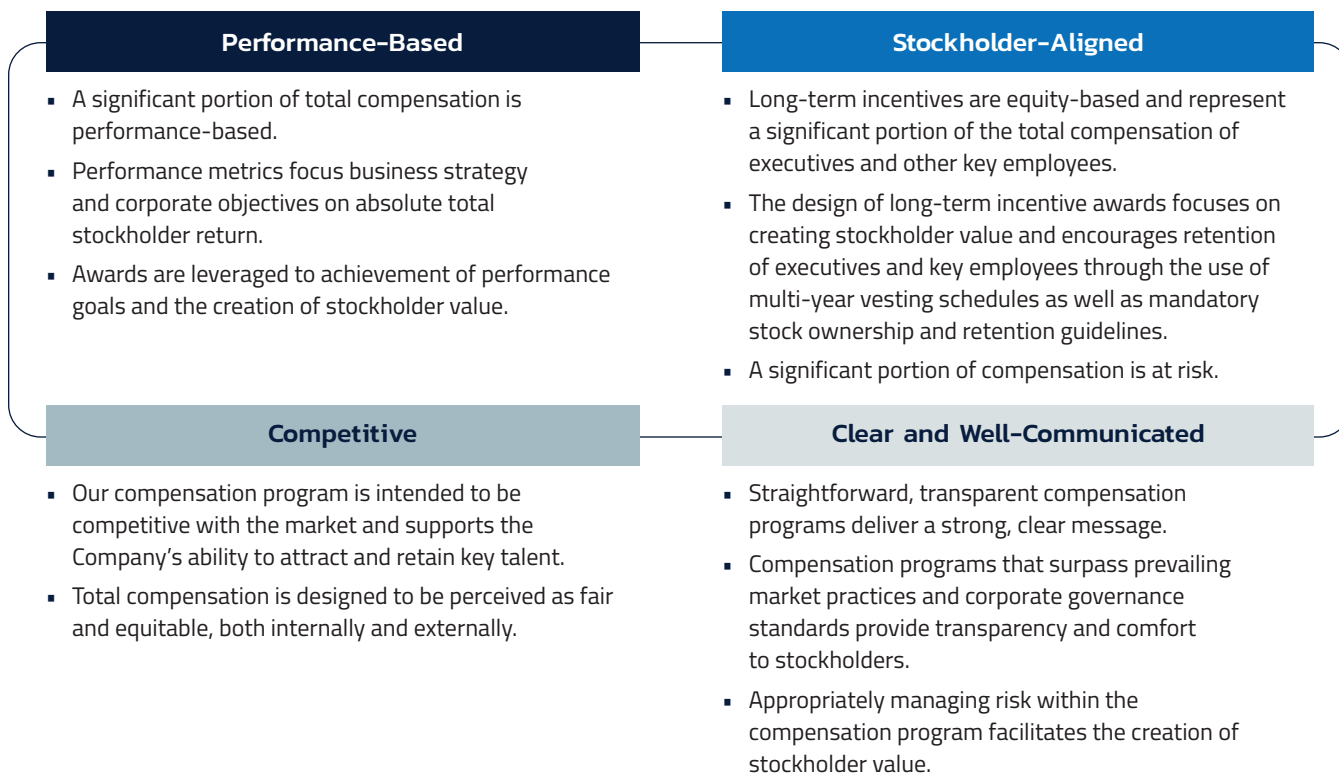 Performance-Based
▪ A significant portion of total compensation is
performance-based.
▪ Performance metrics focus business strategy
and corporate objectives on absolute total
stockholder return.
▪ Awards are leveraged to achievement of performance
goals and the creation of stockholder value.
Stockholder-Aligned
▪ Long-term incentives are equity-based and represent
a significant portion of the total compensation of
executives and other key employees.
▪ The design of long-term incentive awards focuses on
creating stockholder value and encourages retention
of executives and key employees through the use of
multi-year vesting schedules as well as mandatory
stock ownership and retention guidelines.
▪ A significant portion of compensation is at risk.
Competitive
▪ Our compensation program is intended to be
competitive with the market and supports the
Company’s ability to attract and retain key talent.
▪ Total compensation is designed to be perceived as fair
and equitable, both internally and externally.
Clear and Well-Communicated
▪ Straightforward, transparent compensation
programs deliver a strong, clear message.
▪ Compensation programs that surpass prevailing
market practices and corporate governance
standards provide transparency and comfort
to stockholders.
▪ Appropriately managing risk within the
compensation program facilitates the creation of
stockholder value.